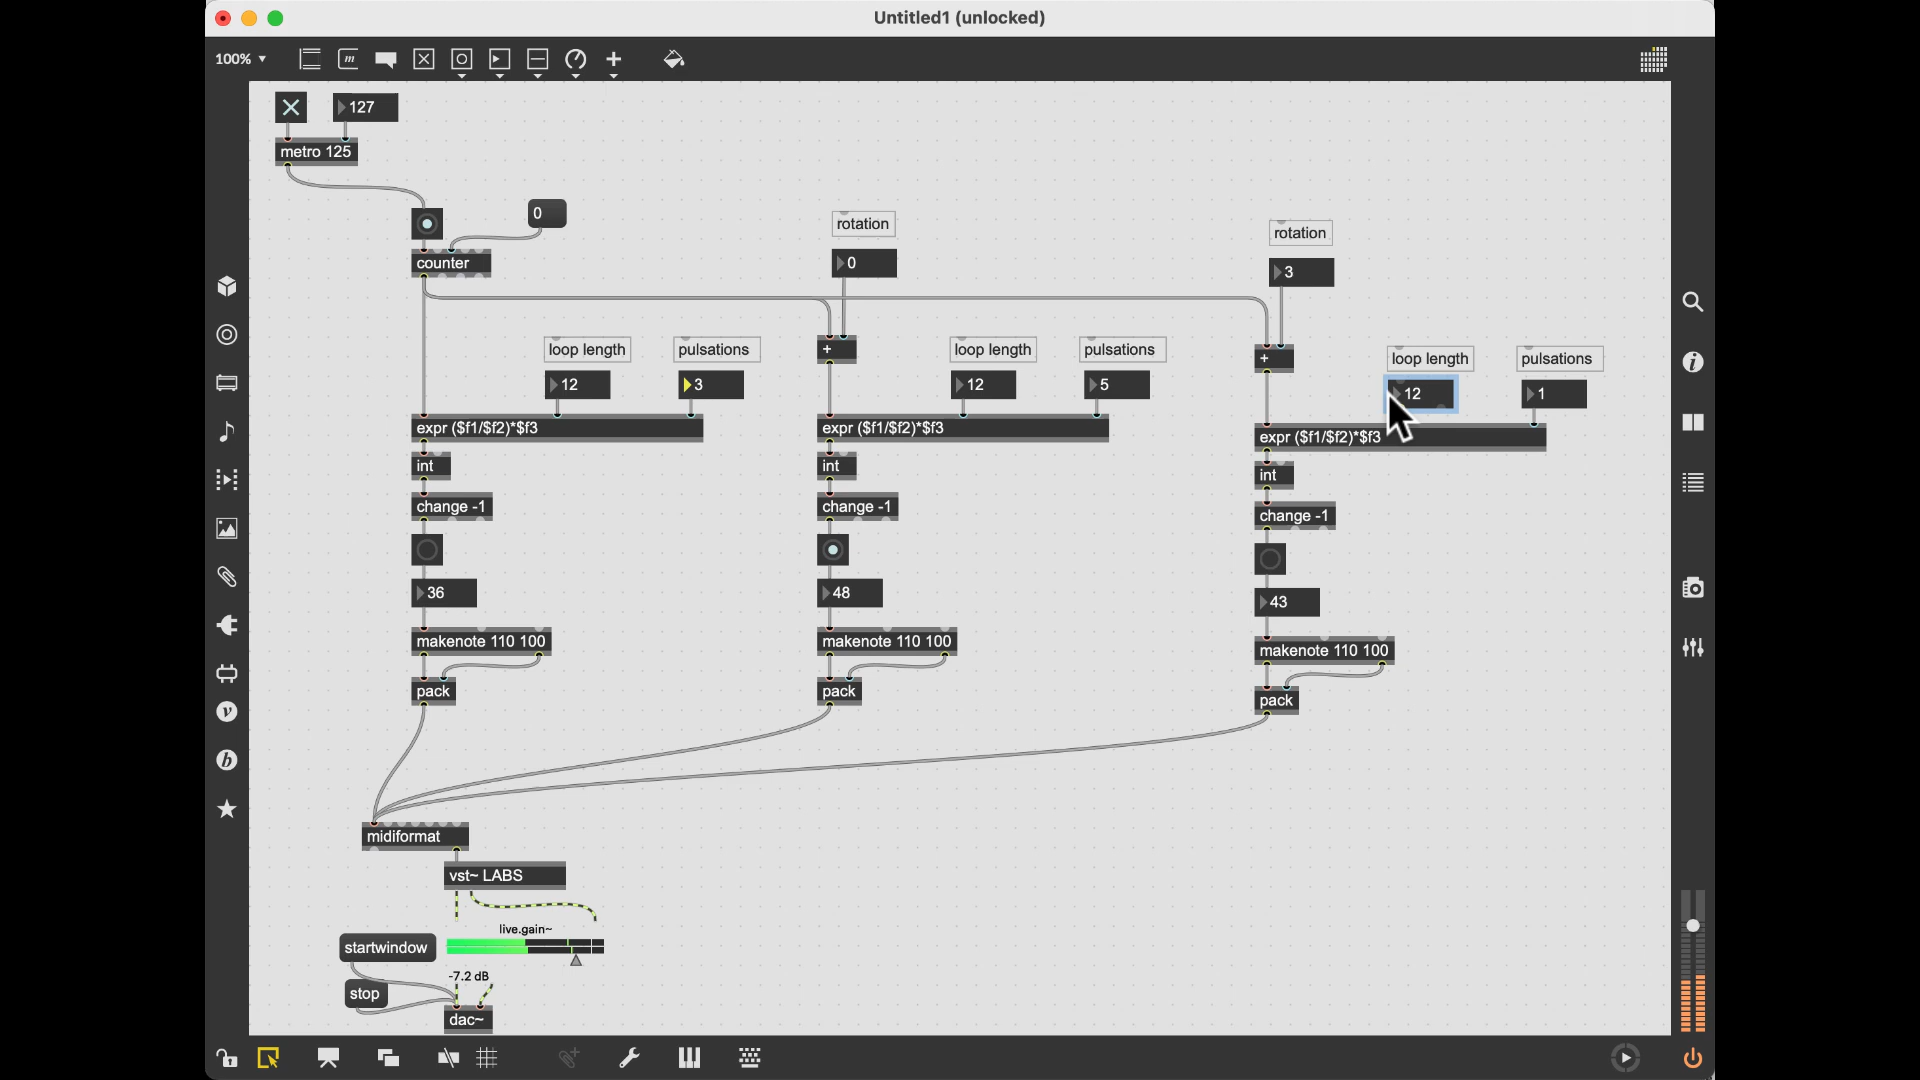 Untitled1 (unlocked)
100%
m
127
metro 125
0
counter
rotation
0
rotation
3
loop length
pulsations
12
3
+
loop length
pulsations
12
5
+
loop length
pulsations
12
1
expr ($f1/$f2)*$f3
expr ($f1/$f2)*$f3
expr ($f1/$f2)*$f3
int
int
int
change -1
change -1
change -1
36
48
43
makenote 110 100
makenote 110 100
makenote 110 100
pack
pack
pack
midiformat
vst~ LABS
live.gain~
startwindow
-7.2 dB
stop
dac~